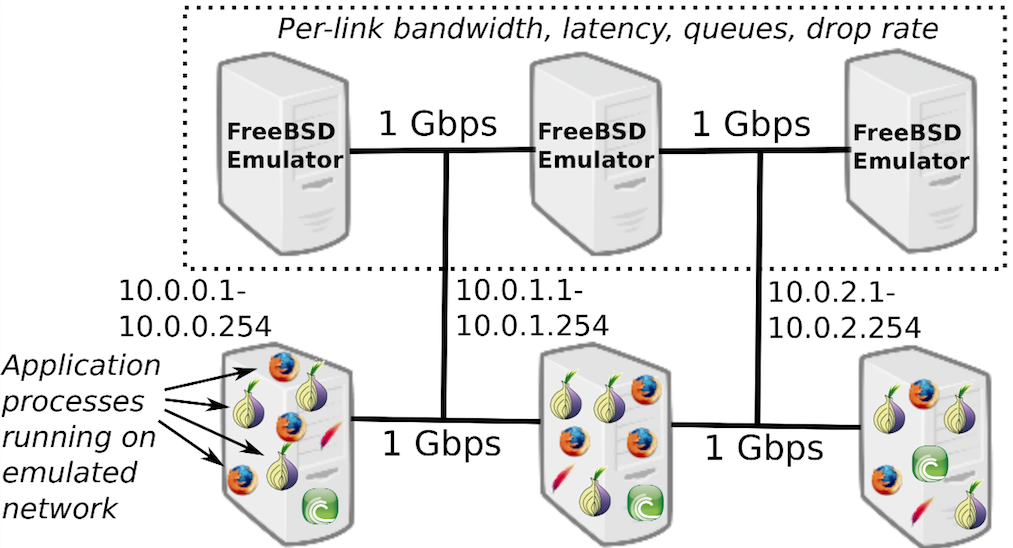 Per-link bandwidth, latency, queues, drop rate
FreeBSD
Emulator
1 Gbps
FreeBSD
Emulator
1 Gbps
FreeBSD
Emulator
10.0.0.1-
10.0.0.254
10.0.1.1-
10.0.1.254
10.0.2.1-
10.0.2.254
Application
processes
running on
emulated
network
1 Gbps
1 Gbps